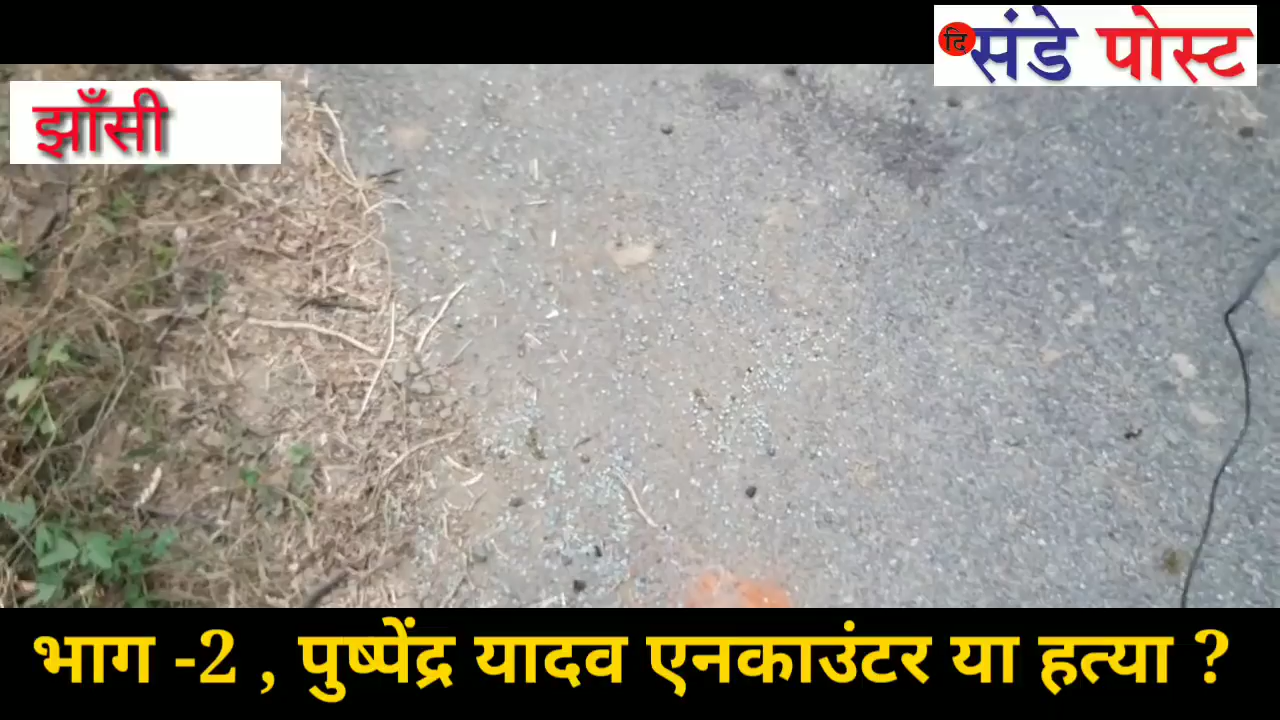 दि संडे पोस्ट
झाँसी
भाग -2 , पुष्पेंद्र यादव एनकाउंटर या हत्या ?